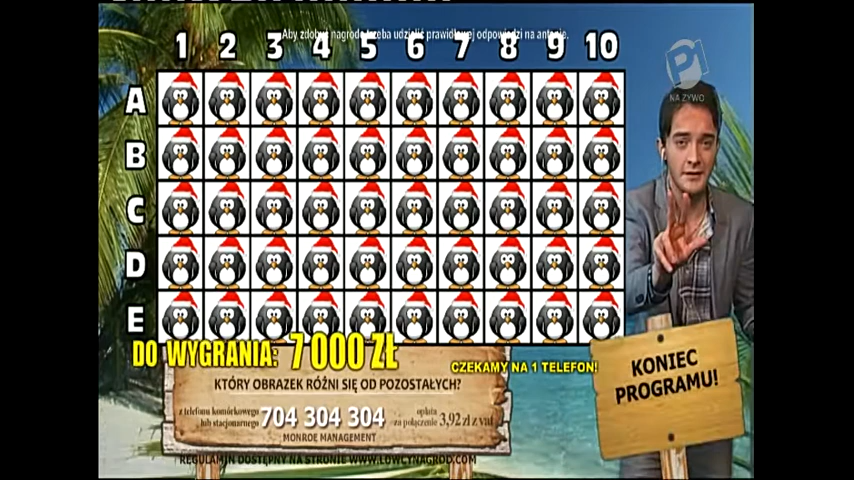 Aby zdobyć nagrodę trzeba udzielić prawidłowej odpowiedzi na antenie.
1 2 3 4 5 6 7 8 9 10
NA ŻYWO
A
B
C
D
E
DO WYGRANIA: 7 000 ZŁ
CZEKAMY NA 1 TELEFON!
KONIEC
PROGRAMU!
KTÓRY OBRAZEK RÓŻNI SIĘ OD POZOSTAŁYCH?
z telefonu komórkowego
lub stacjonarnego
704 304 304
opłata
za połączenie 3,92 zł z vat
MONROE MANAGEMENT
REGULAMIN DOSTĘPNY NA STRONIE WWW.LOWCYNAGROD.COM